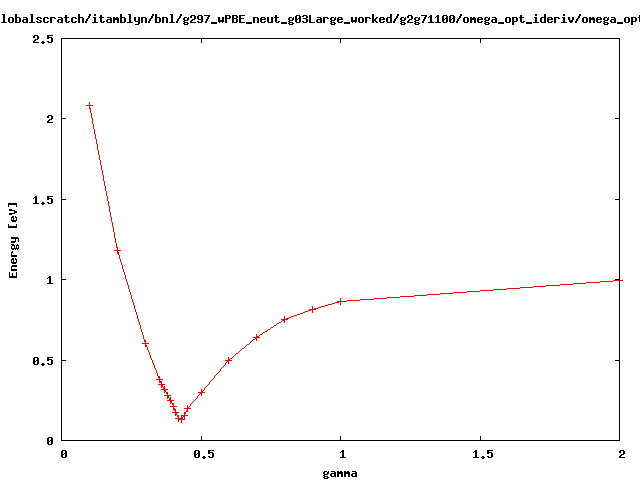 lobalscratch/itamblyn/bnl/g297_wPBE_neut_g03Large_worked/g2g71100/omega_opt_ideriv/omega_opt
2.5
2
1.5
1
0.5
0
Energy [eV]
0 0.5 1 1.5 2
gamma